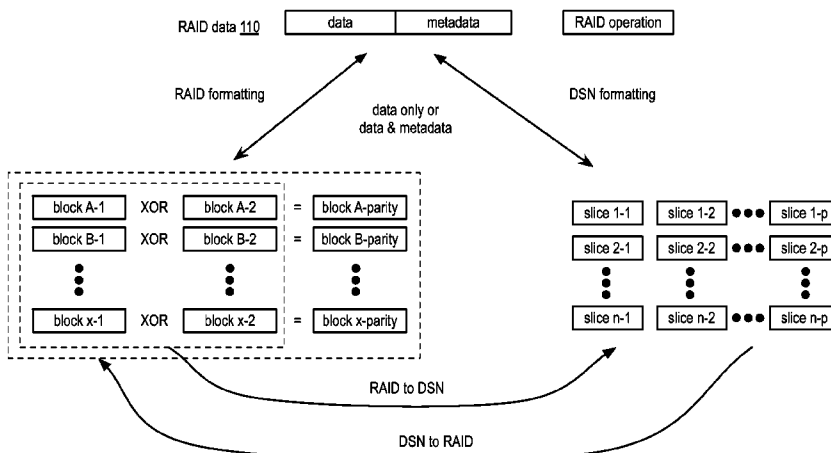 RAID data 110 data metadata RAID operation
RAID formatting DSN formatting
data only or
data & metadata
block A-1 XOR block A-2 = block A-parity
block B-1 XOR block B-2 = block B-parity
block x-1 XOR block x-2 = block x-parity
slice 1-1 slice 1-2 slice 1-p
slice 2-1 slice 2-2 slice 2-p
slice n-1 slice n-2 slice n-p
RAID to DSN
DSN to RAID